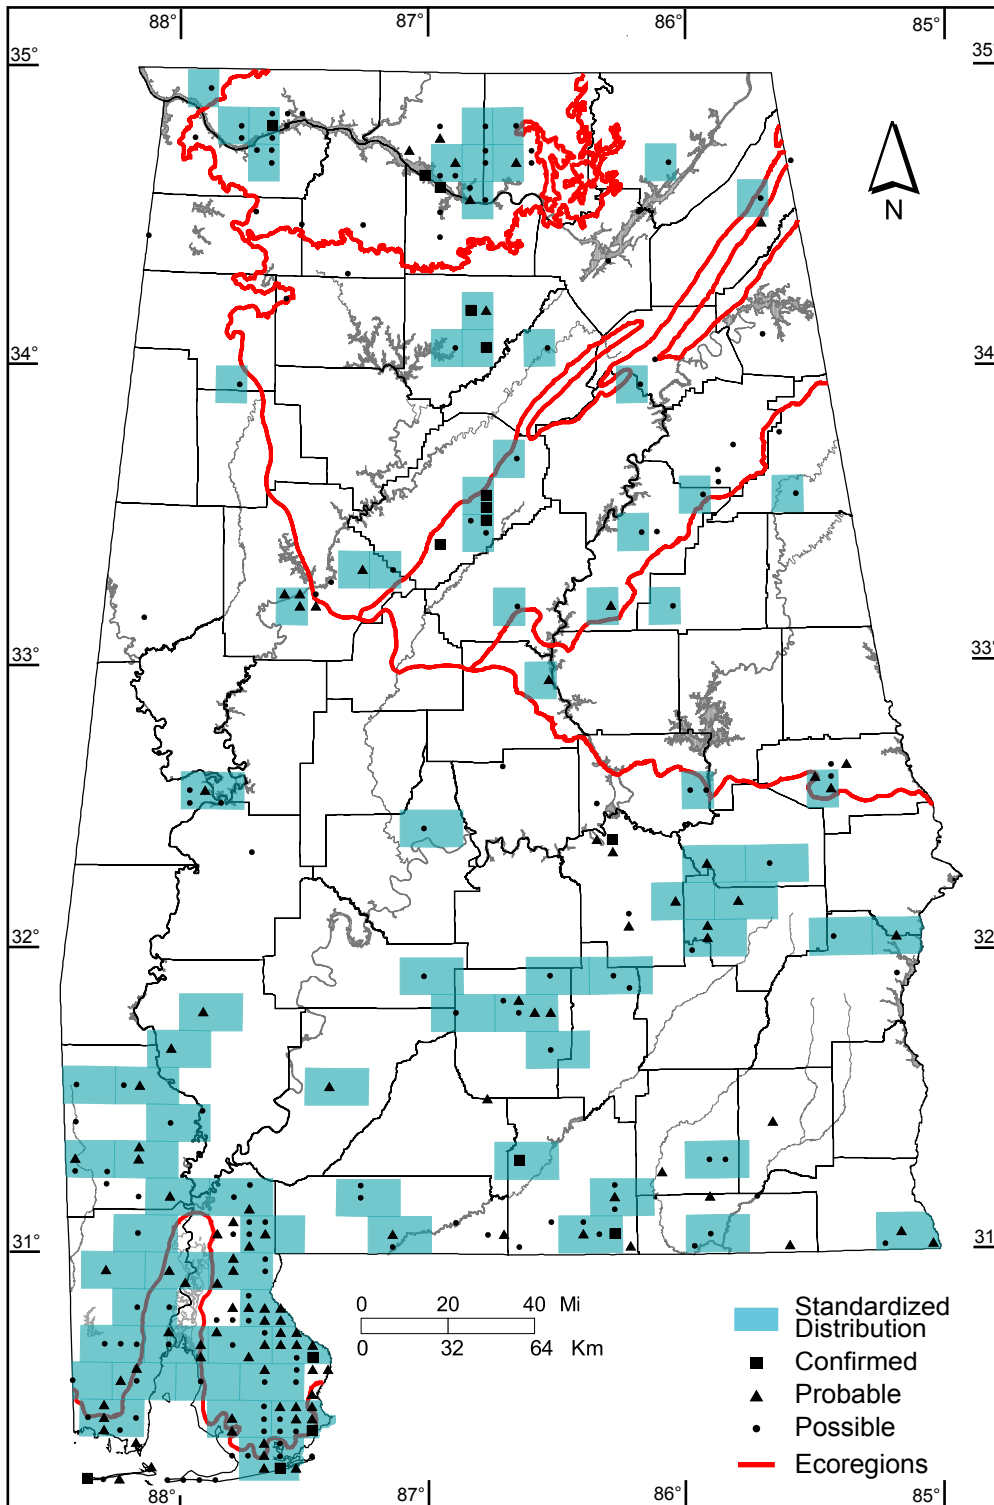 88° 87° 86° 85°
35° 35
N
34° 34
33° 33°
32° 32
31° 31°
0 20 40 Mi
0 32 64 Km
Standardized
Distribution
Confirmed
Probable
Possible
Ecoregions
88° 87° 86° 85°